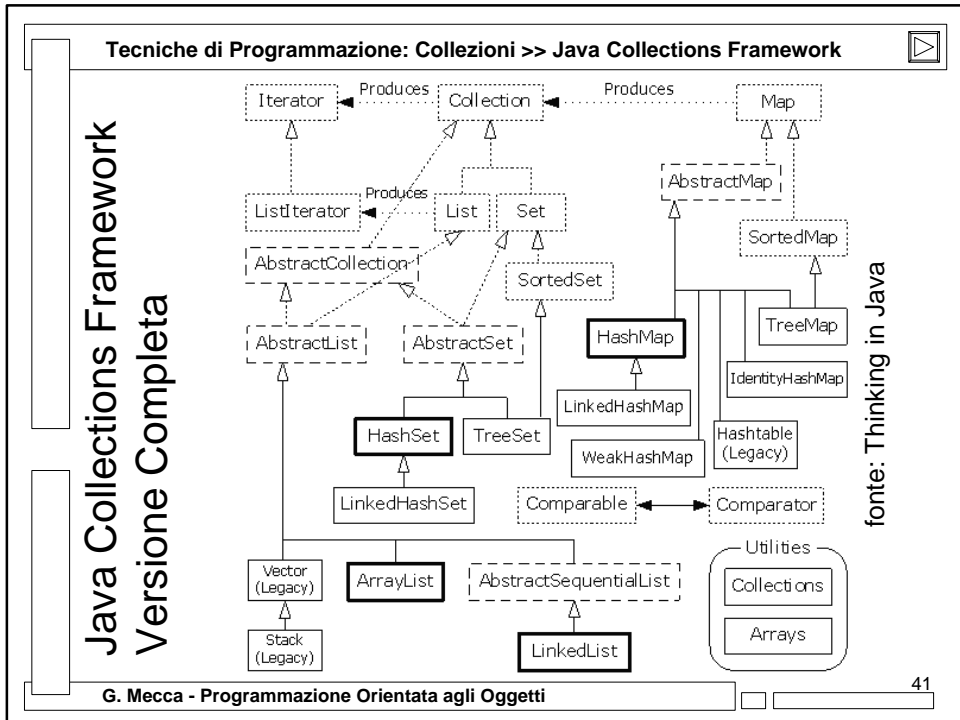 Tecniche di Programmazione: Collezioni >> Java Collections Framework
Java Collections Framework
Versione Completa
Iterator
Produces
Collection
Produces
Map
AbstractMap
ListIterator
Produces
List
Set
SortedMap
AbstractCollection
SortedSet
AbstractList
AbstractSet
HashMap
TreeMap
IdentityHashMap
LinkedHashMap
HashSet
TreeSet
WeakHashMap
Hashtable
(Legacy)
LinkedHashSet
Comparable
Comparator
Vector
(Legacy)
ArrayList
AbstractSequentialList
Utilities
Collections
Arrays
Stack
(Legacy)
LinkedList
fonte: Thinking in Java
G. Mecca - Programmazione Orientata agli Oggetti
41